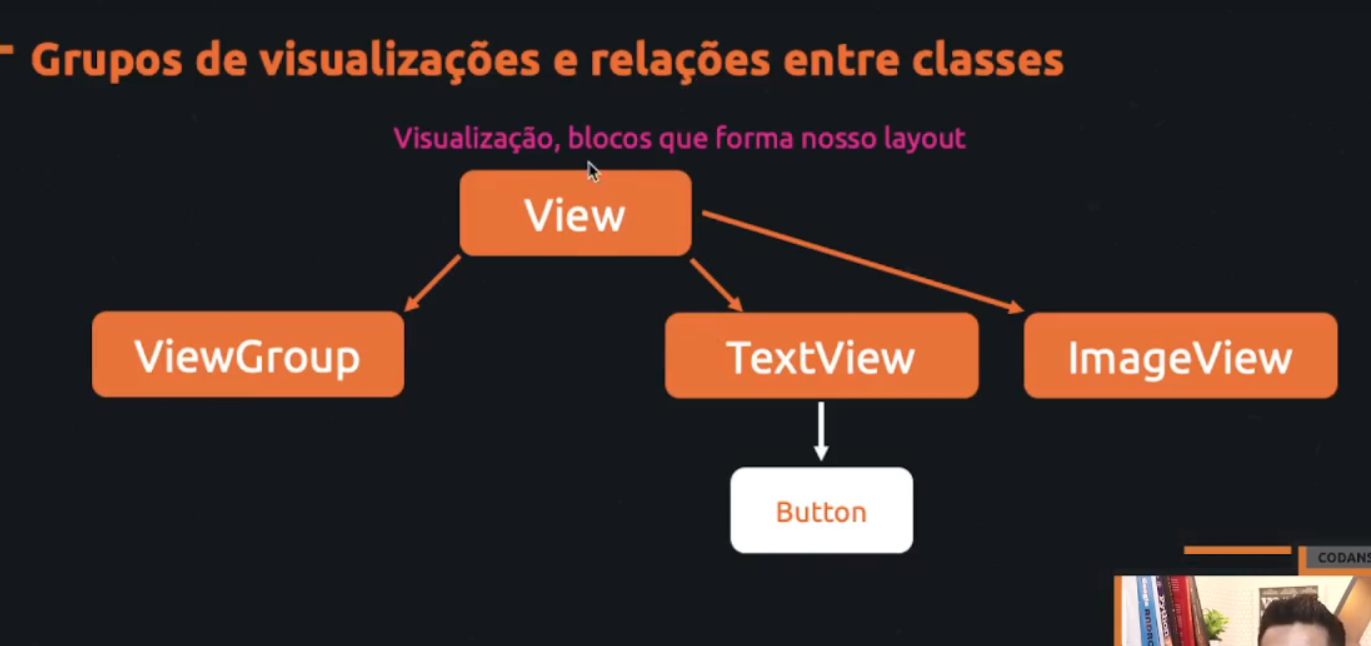 Grupos de visualizações e relações entre classes
Visualização, blocos que forma nosso layout
View
ViewGroup
TextView
ImageView
Button